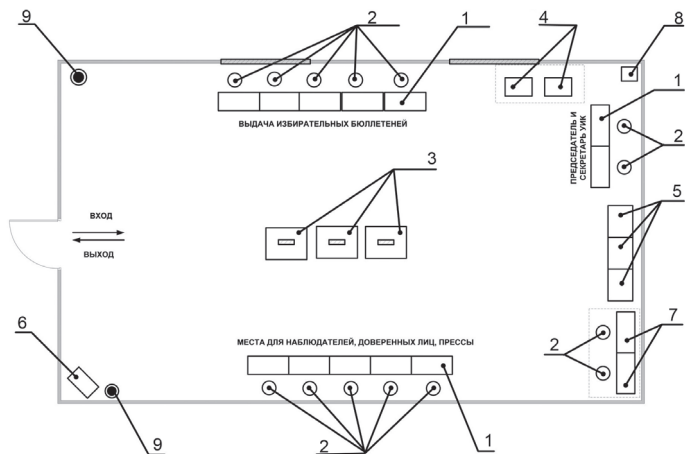 9
2
1
4
8
ВЫДАЧА ИЗБИРАТЕЛЬНЫХ БЮЛЛЕТЕНЕЙ
1
ПРЕДСЕДАТЕЛЬ И
СЕКРЕТАРЬ УИК
2
3
5
ВХОД
ВЫХОД
6
МЕСТА ДЛЯ НАБЛЮДАТЕЛЕЙ, ДОВЕРЕННЫХ ЛИЦ, ПРЕССЫ
2
7
9
2
1